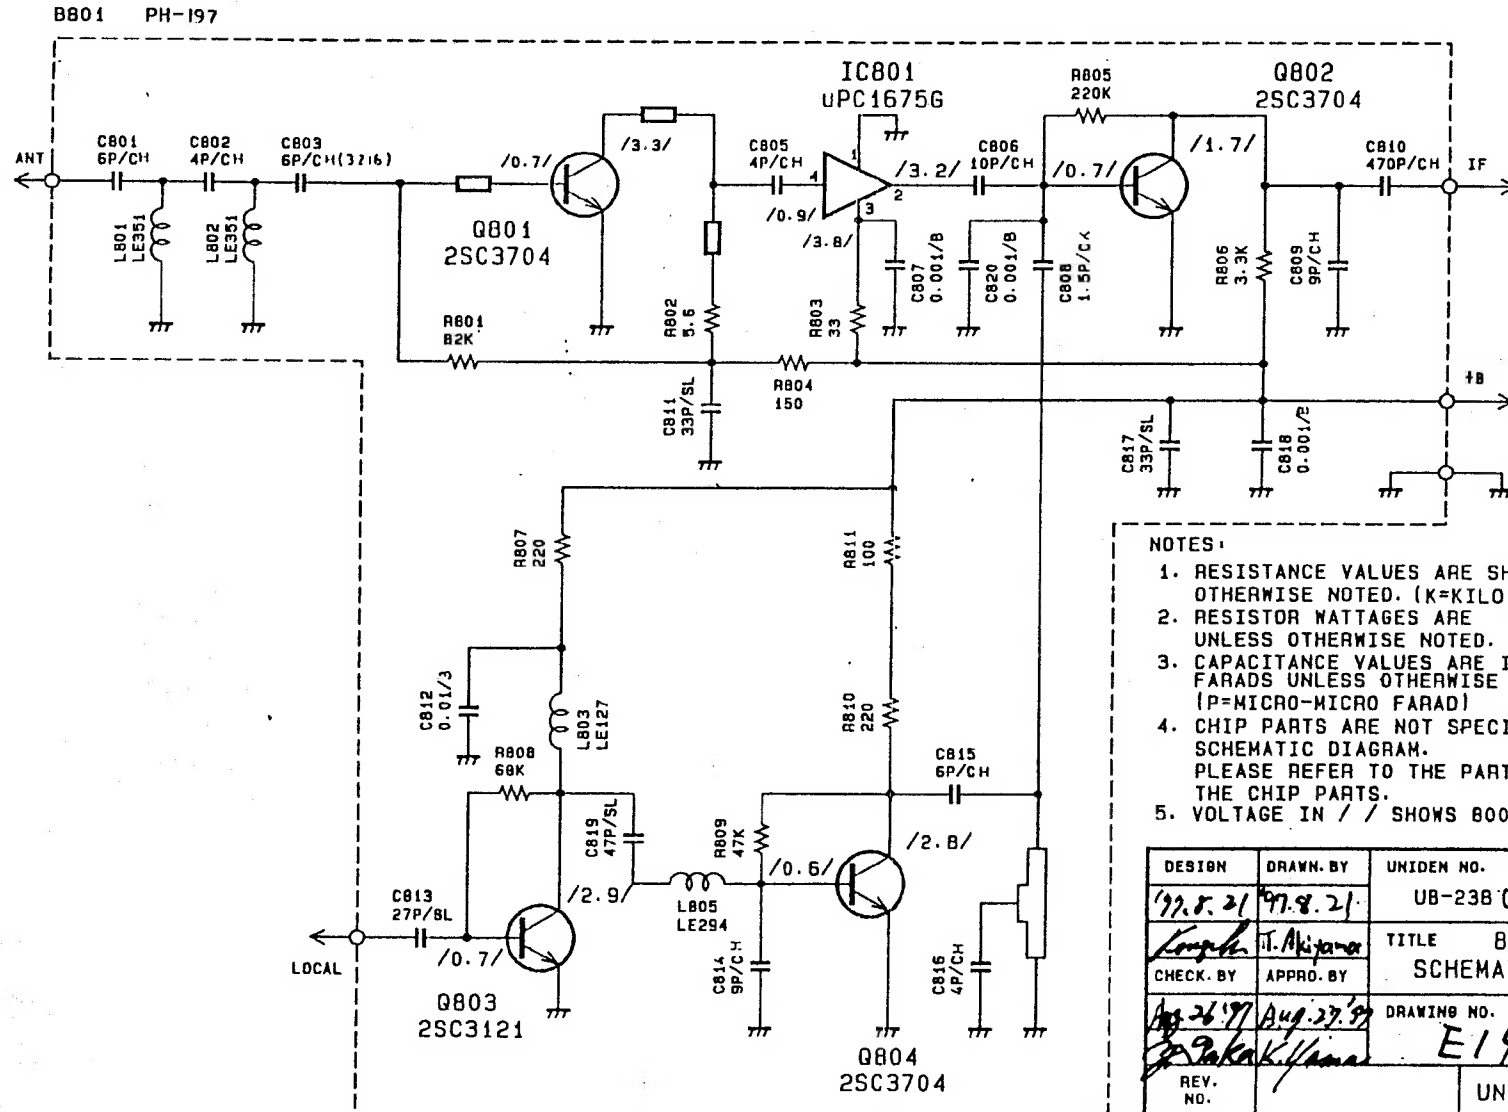 B801 PH-197
IC801
uPC1675G
R805
220K
Q802
2SC3704
ANT
C801
6P/CH
C802
4P/CH
C803
6P/CH(3216)
/0.7/
/3.3/
C805
4P/CH
1
4
2
3
/3.2/
C806
10P/CH
/0.7/
/1.7/
C810
470P/CH
IF
L801
LE351
L802
LE351
Q801
2SC3704
/0.9/
/3.8/
C807
0.001/B
C820
0.001/B
C808
1.5P/CK
R806
3.3K
C809
9P/CH
R801
82K
R802
5.6
R803
33
R804
150
C811
33P/SL
+B
C817
33P/SL
C818
0.001/B
R807
220
R811
100
NOTES:
1. RESISTANCE VALUES ARE SH
OTHERWISE NOTED. (K=KILO
2. RESISTOR WATTAGES ARE
UNLESS OTHERWISE NOTED.
3. CAPACITANCE VALUES ARE I
FARADS UNLESS OTHERWISE
(P=MICRO-MICRO FARAD)
4. CHIP PARTS ARE NOT SPECI
SCHEMATIC DIAGRAM.
PLEASE REFER TO THE PART
THE CHIP PARTS.
5. VOLTAGE IN / / SHOWS 800
C812
0.01/3
L803
LE127
R810
220
R808
68K
C815
6P/CH
C819
47P/SL
R809
47K
/2.8/
/0.6/
/2.9/
L805
LE294
C813
27P/SL
LOCAL
/0.7/
C814
9P/CH
C816
4P/CH
Q803
2SC3121
Q804
2SC3704
DESIGN DRAWN. BY UNIDEN NO.
'97.8.21 '97.8.21 UB-238
T. Akiyama TITLE B
CHECK. BY APPRO. BY SCHEMA
Aug. 26 '97 Aug. 27 '97 DRAWING NO.
E1
REV.
NO.
UN